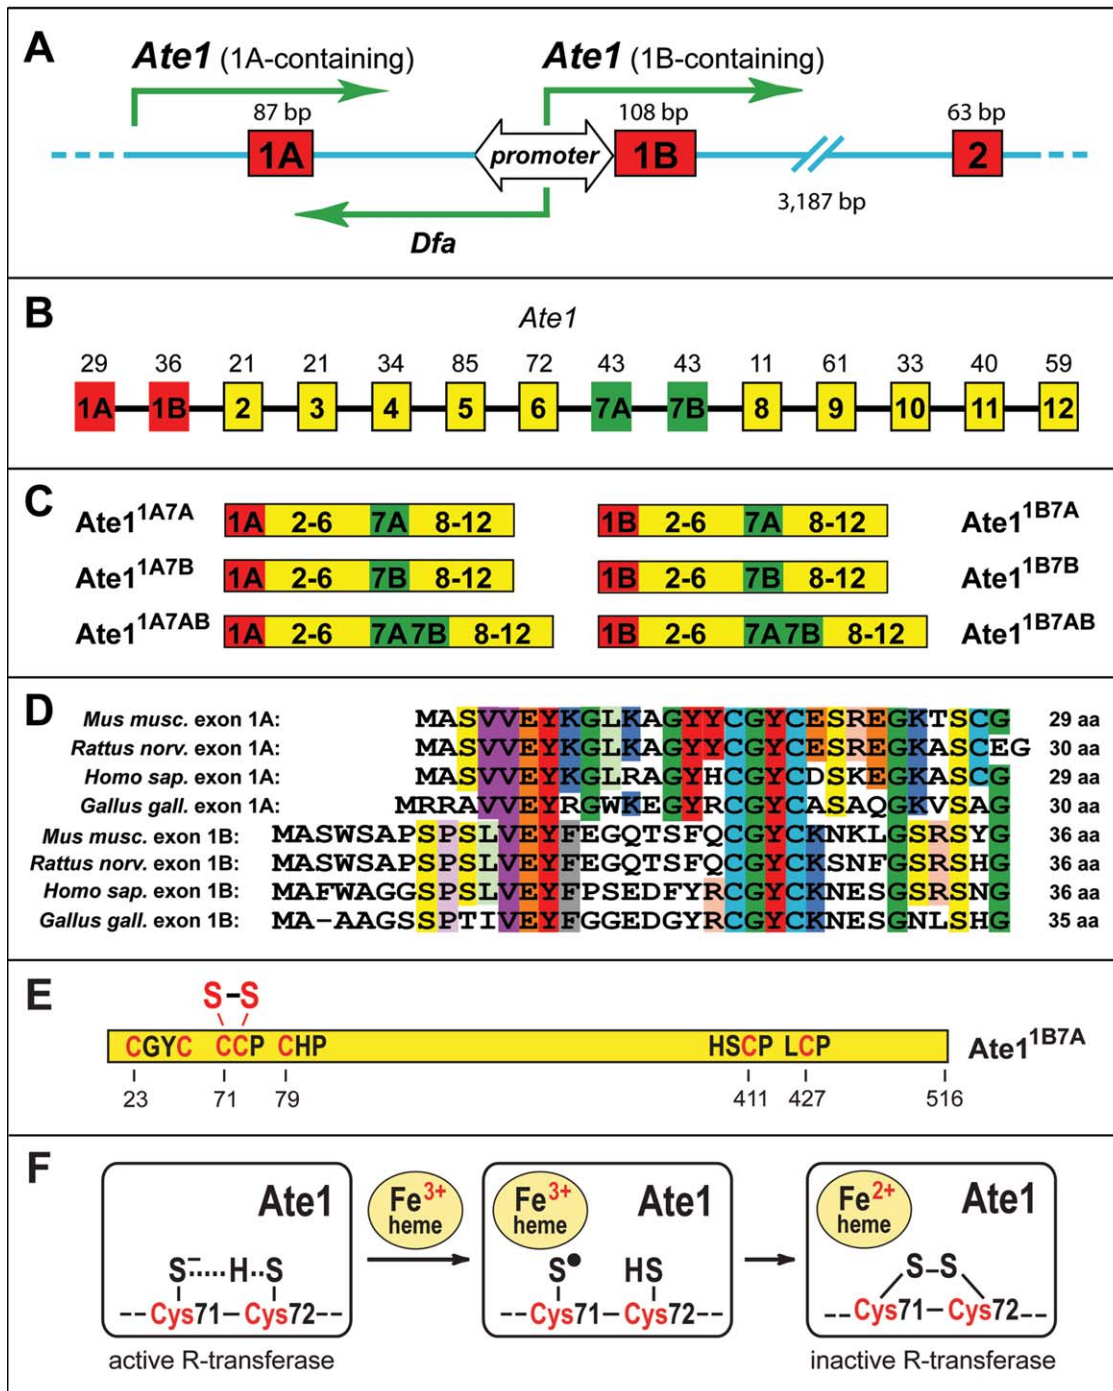 A
Ate1 (1A-containing) Ate1 (1B-containing)
87 bp 108 bp 63 bp
1A promoter 1B 2
3,187 bp
Dfa
B
Ate1
29 36 21 21 34 85 72 43 43 11 61 33 40 59
1A 1B 2 3 4 5 6 7A 7B 8 9 10 11 12
C
Ate1 1A7A 1A 2-6 7A 8-12 1B 2-6 7A 8-12 Ate1 1B7A
Ate1 1A7B 1A 2-6 7B 8-12 1B 2-6 7B 8-12 Ate1 1B7B
Ate1 1A7AB 1A 2-6 7A 7B 8-12 1B 2-6 7A 7B 8-12 Ate1 1B7AB
D
Mus musc. exon 1A: MASVVEYKGLKAGYYCGYCESREGKTSCG 29 aa
Rattus norv. exon 1A: MASVVEYKGLKAGYYCGYCESREGKASCEG 30 aa
Homo sap. exon 1A: MASVVEYKGLRAGYHCGYCDSKEGKASCG 29 aa
Gallus gall. exon 1A: MRRAVVEYRGWKEGYRCGYCASAQGKVSAG 30 aa
Mus musc. exon 1B: MASWSAPSPSLVEYFEGQTSFQCGYCKNKLGSRSYG 36 aa
Rattus norv. exon 1B: MASWSAPSPSLVEYFEGQTSFQCGYCKSNFGSRSHG 36 aa
Homo sap. exon 1B: MAFWAGGSPSLVEYFPSEDFYRCGYCKNESGSRSNG 36 aa
Gallus gall. exon 1B: MA-AAGSSPTIVEYFGGEDGYRCGYCKNESGNLSHG 35 aa
E
S–S
CGYC CCP CHP HSCP LCP Ate1 1B7A
23 71 79 411 427 516
F
Ate1 Fe3+ heme Fe3+ heme Ate1 Fe2+ heme Ate1
S–.....H..S S• HS S–S
--Cys71–Cys72-- --Cys71–Cys72-- --Cys71–Cys72--
active R-transferase inactive R-transferase